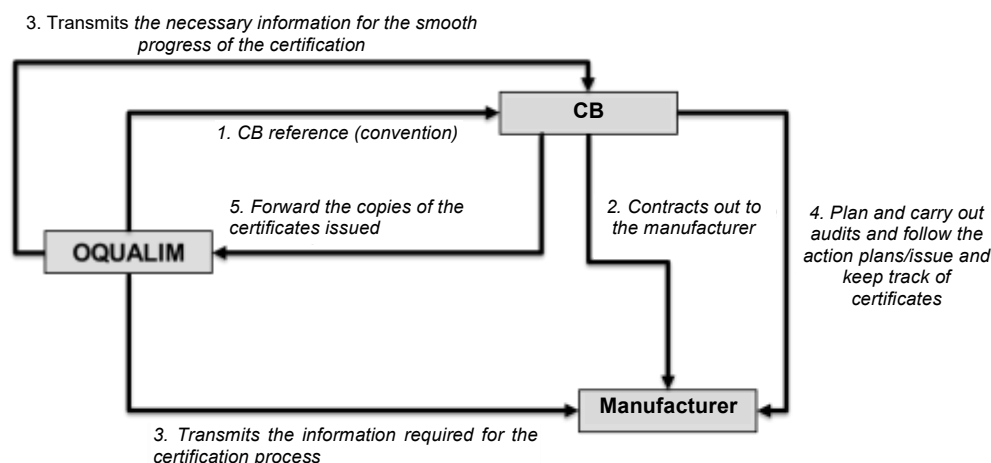 3. Transmits the necessary information for the smooth
progress of the certification
CB
1. CB reference (convention)
5. Forward the copies of the
certificates issued
2. Contracts out to
the manufacturer
4. Plan and carry out
audits and follow the
action plans/issue and
keep track of
certificates
OQUALIM
Manufacturer
3. Transmits the information required for the
certification process